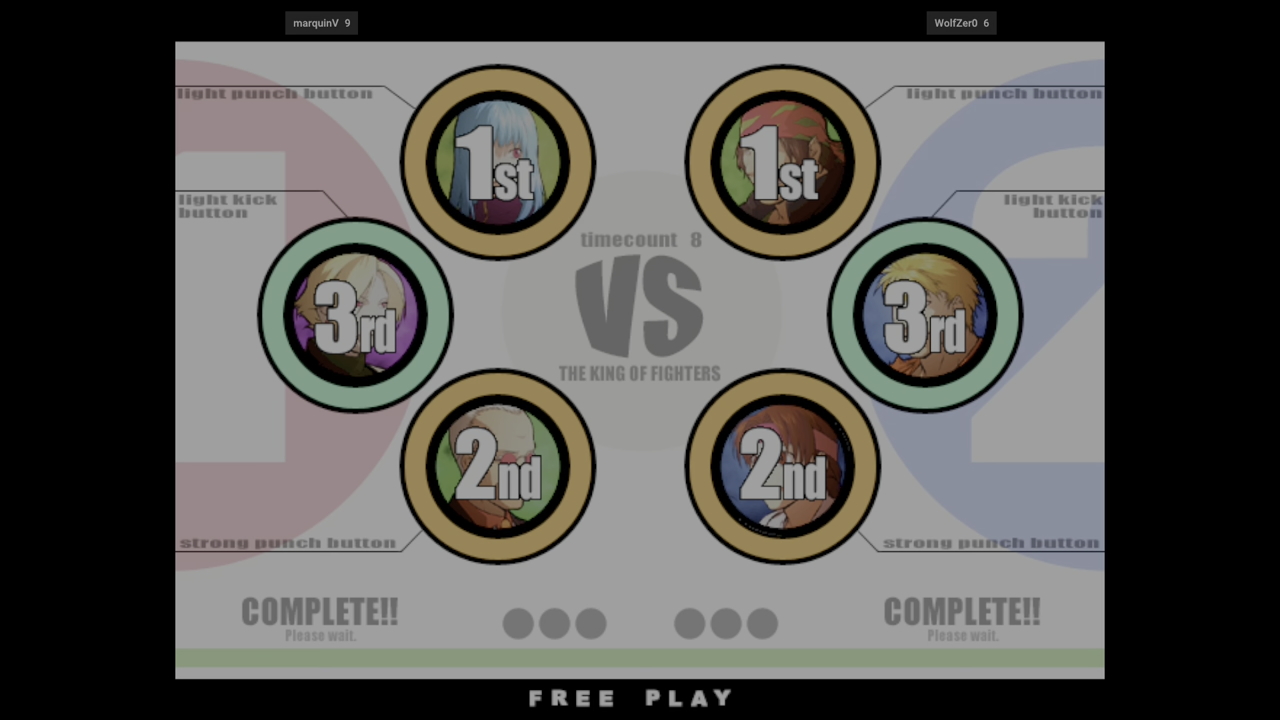 marquinV 9
WolfZer0 6
light punch button
light punch button
1st
1st
light kick
button
light kick
button
timecount 8
VS
THE KING OF FIGHTERS
3rd
3rd
2nd
2nd
strong punch button
strong punch button
COMPLETE!!
Please wait.
COMPLETE!!
Please wait.
FREE PLAY
1
2